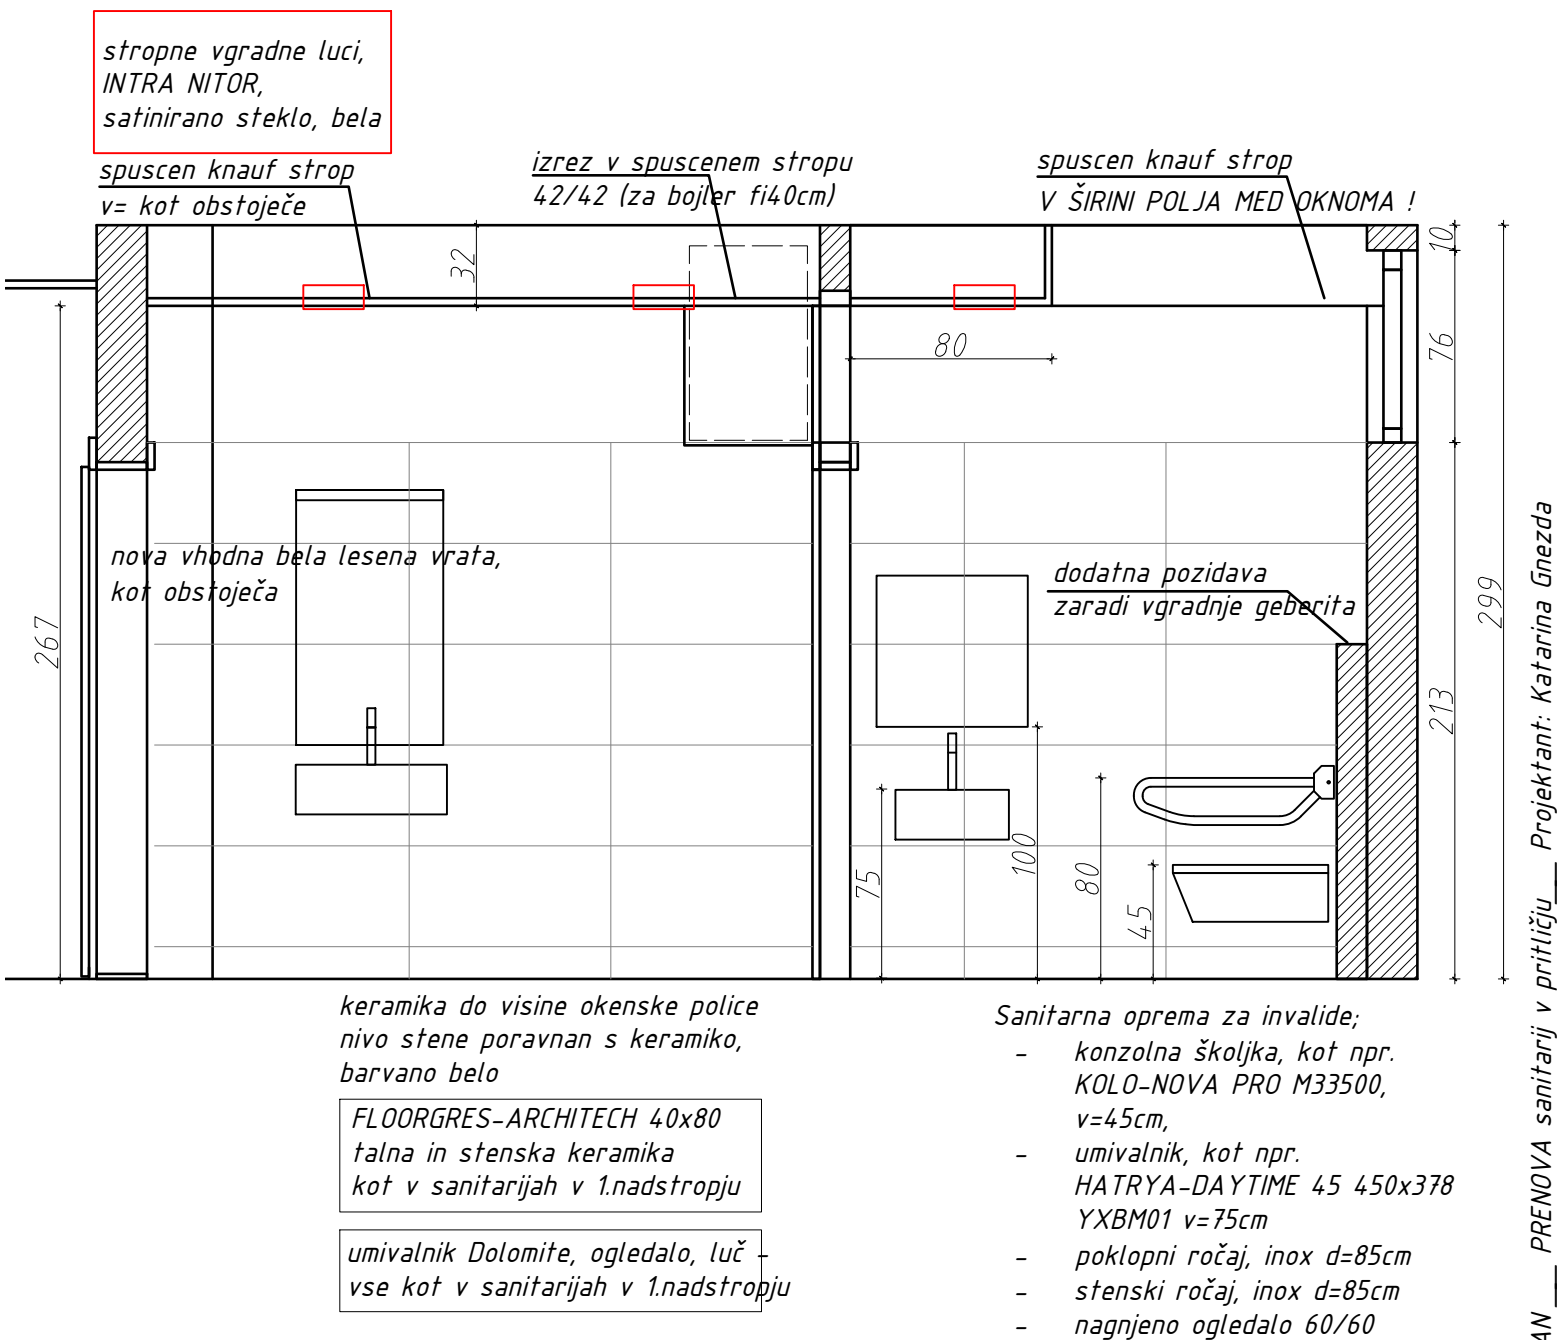 stropne vgradne luci,
INTRA NITOR,
satinirano steklo, bela
spuscen knauf strop
v= kot obstoječe
izrez v spuscenem stropu
42/42 (za bojler fi40cm)
spuscen knauf strop
V ŠIRINI POLJA MED OKNOMA !
32
10
80
76
nova vhodna bela lesena vrata,
kot obstoječa
dodatna pozidava
zaradi vgradnje geberita
267
299
213
100
75
80
45
keramika do visine okenske police
nivo stene poravnan s keramiko,
barvano belo
FLOORGRES-ARCHITECH 40x80
talna in stenska keramika
kot v sanitarijah v 1.nadstropju
umivalnik Dolomite, ogledalo, luč -
vse kot v sanitarijah v 1.nadstropju
Sanitarna oprema za invalide;
- konzolna školjka, kot npr.
KOLO-NOVA PRO M33500,
v=45cm,
- umivalnik, kot npr.
HATRYA-DAYTIME 45 450x378
YXBM01 v=75cm
- poklopni ročaj, inox d=85cm
- stenski ročaj, inox d=85cm
- nagnjeno ogledalo 60/60
AN __ PRENOVA sanitarij v pritličju __ Projektant: Katarina Gnezda